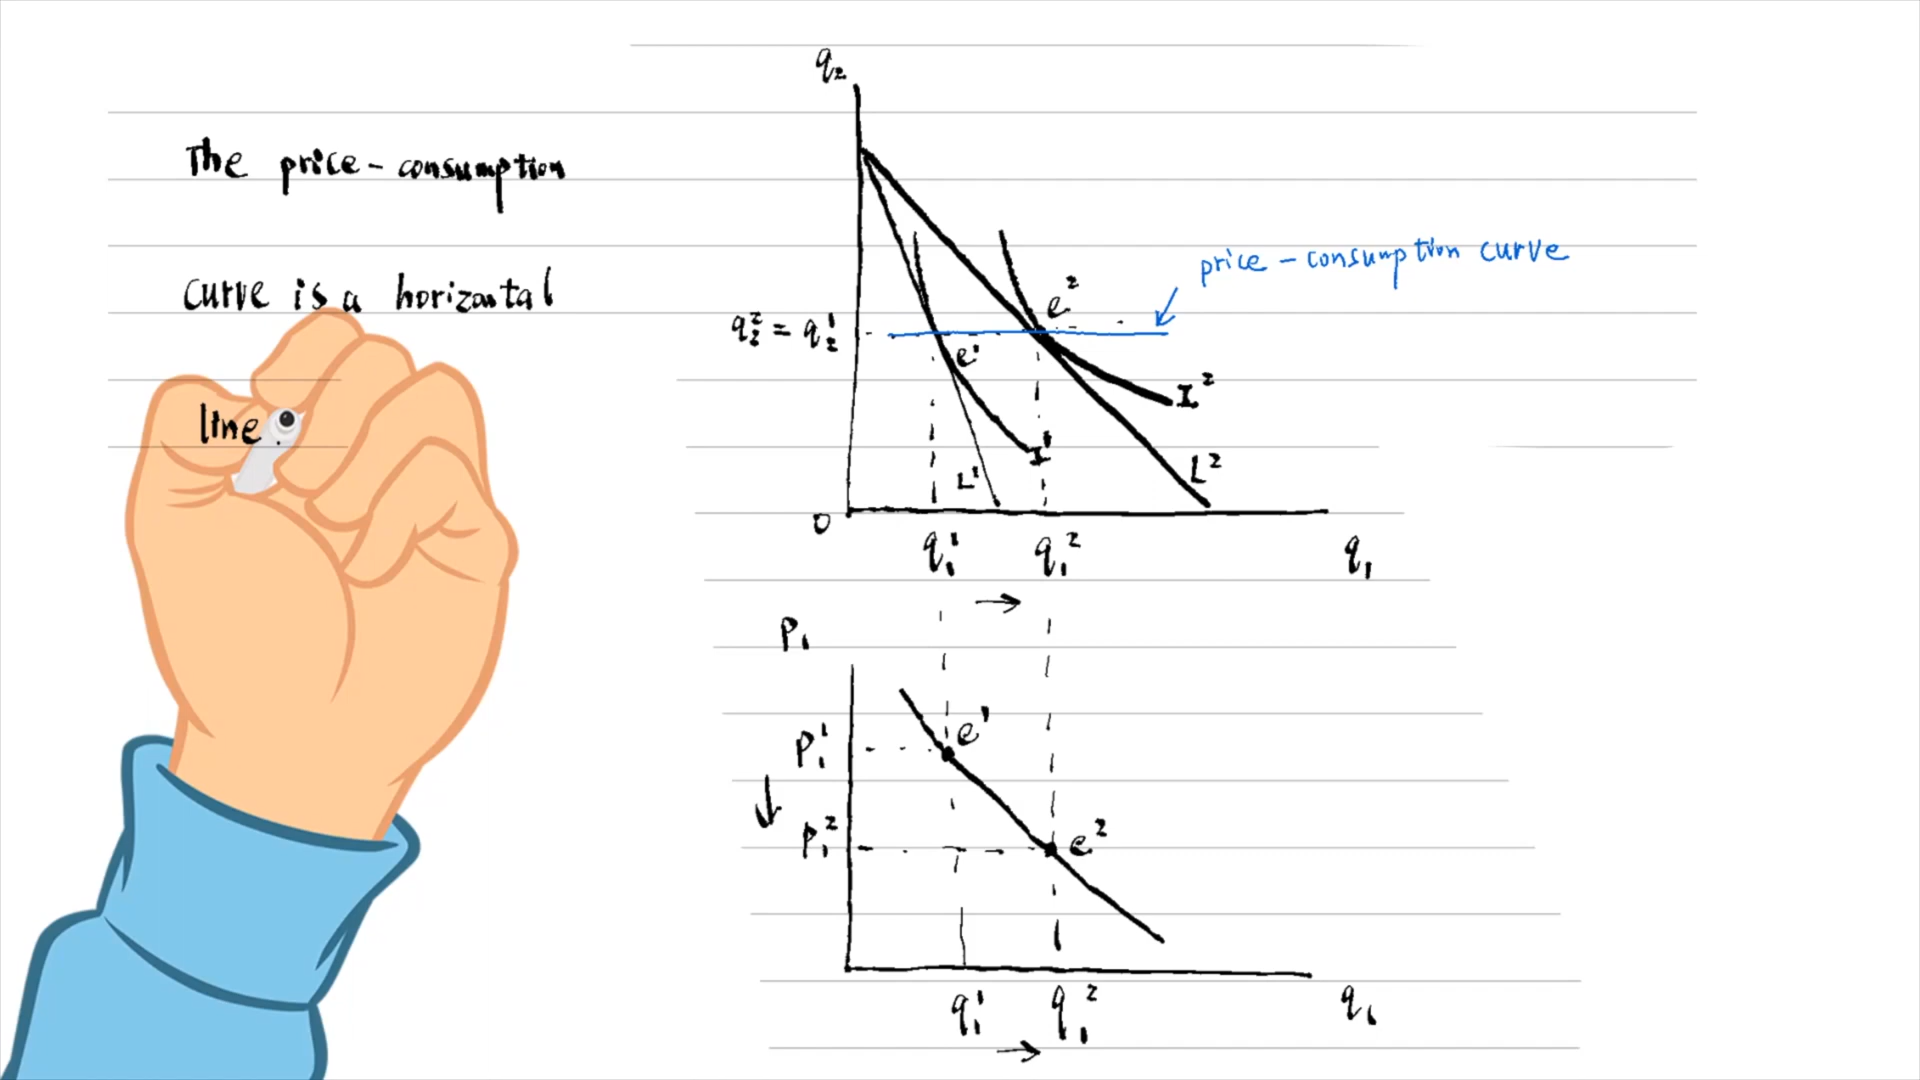 The price-consumption
curve is a horizontal
line.
q₂
price-consumption curve
e²
q₂² = q₂¹
e¹
I²
I¹
L²
L¹
0
q₁¹ q₁² q₁
→
P₁
e¹
P₁¹
↓
P₁² e²
q₁¹ q₁² q₁
→